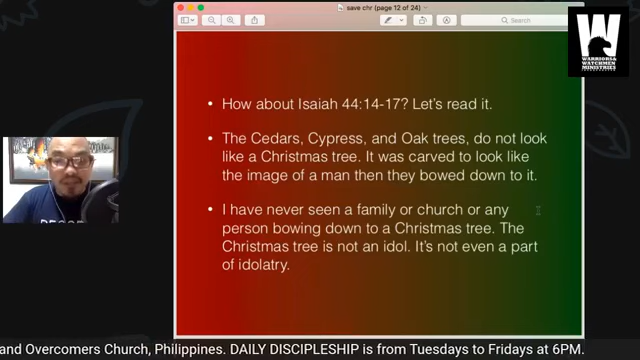 save chr (page 12 of 24)
Search
WARRIORS &
WATCHMEN
MINISTRIES
• How about Isaiah 44:14-17? Let's read it.
• The Cedars, Cypress, and Oak trees, do not look
like a Christmas tree. It was carved to look like
the image of a man then they bowed down to it.
• I have never seen a family or church or any
person bowing down to a Christmas tree. The
Christmas tree is not an idol. It's not even a part
of idolatry.
and Overcomers Church, Philippines. DAILY DISCIPLESHIP is from Tuesdays to Fridays at 6PM.